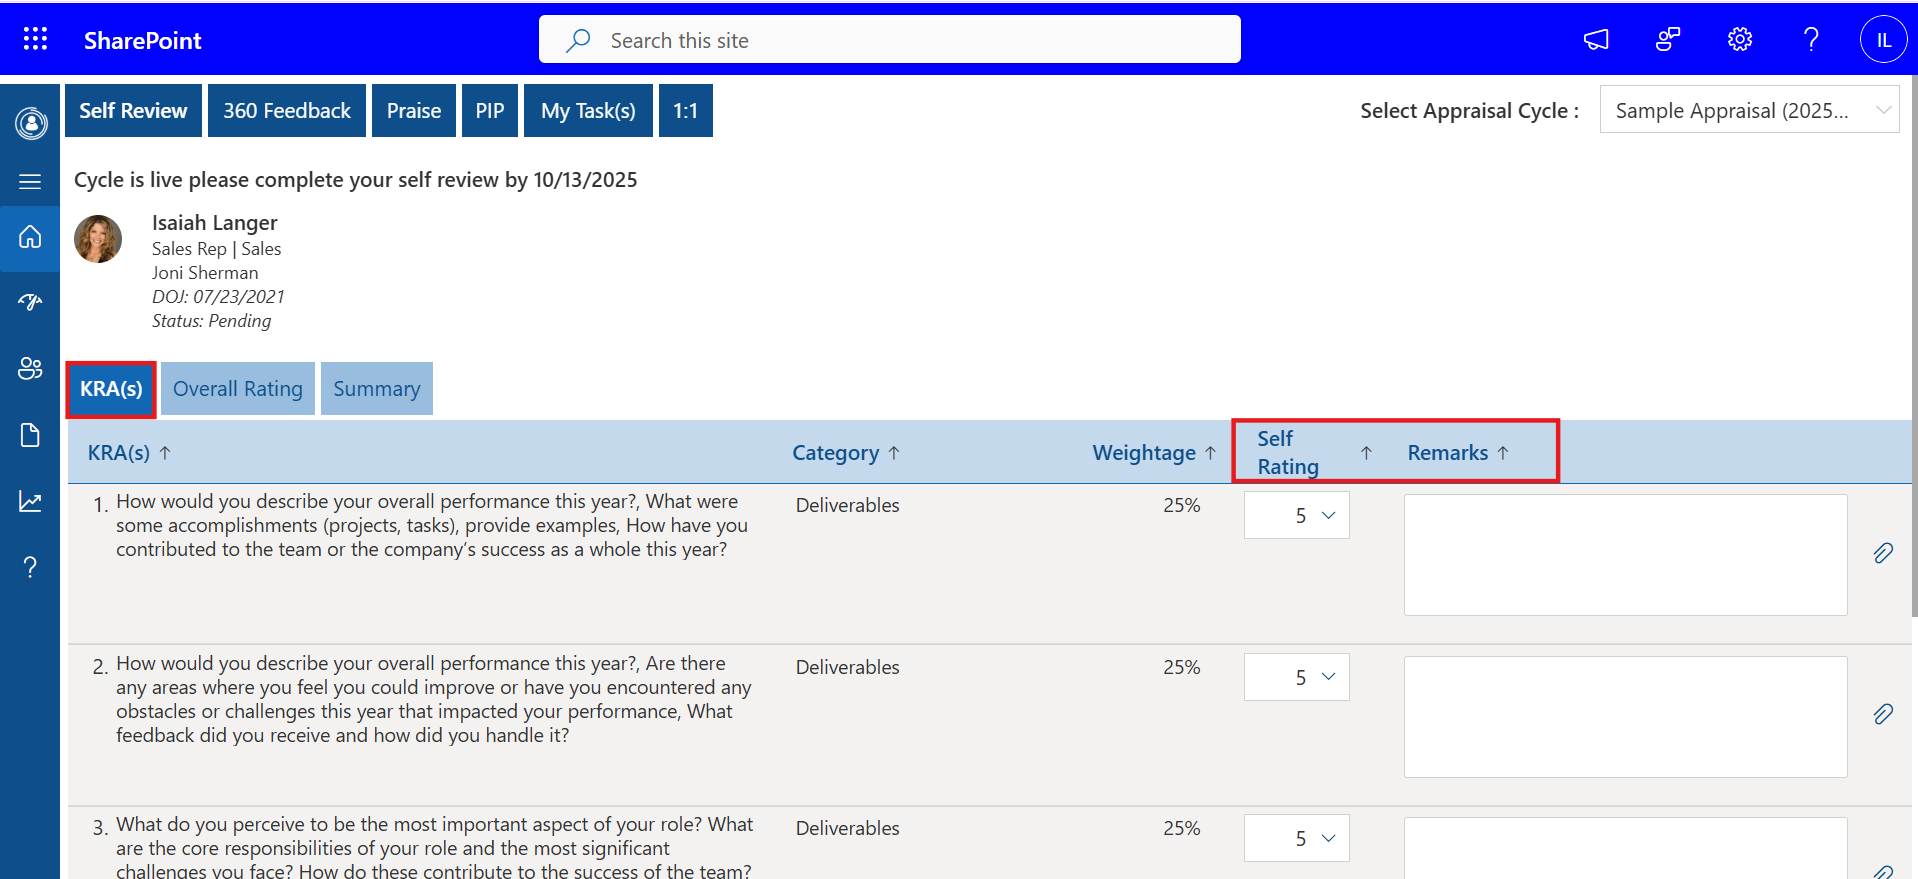 SharePoint
Search this site
IL
Self Review
360 Feedback
Praise
PIP
My Task(s)
1:1
Select Appraisal Cycle :
Sample Appraisal (2025...
Cycle is live please complete your self review by 10/13/2025
Isaiah Langer
Sales Rep | Sales
Joni Sherman
DOJ: 07/23/2021
Status: Pending
KRA(s)
Overall Rating
Summary
KRA(s) ↑
Category ↑
Weightage ↑
Self
Rating ↑
Remarks ↑
1. How would you describe your overall performance this year?, What were
some accomplishments (projects, tasks), provide examples, How have you
contributed to the team or the company’s success as a whole this year?
Deliverables
25%
5
2. How would you describe your overall performance this year?, Are there
any areas where you feel you could improve or have you encountered any
obstacles or challenges this year that impacted your performance, What
feedback did you receive and how did you handle it?
Deliverables
25%
5
3. What do you perceive to be the most important aspect of your role? What
are the core responsibilities of your role and the most significant
challenges you face? How do these contribute to the success of the team?
Deliverables
25%
5